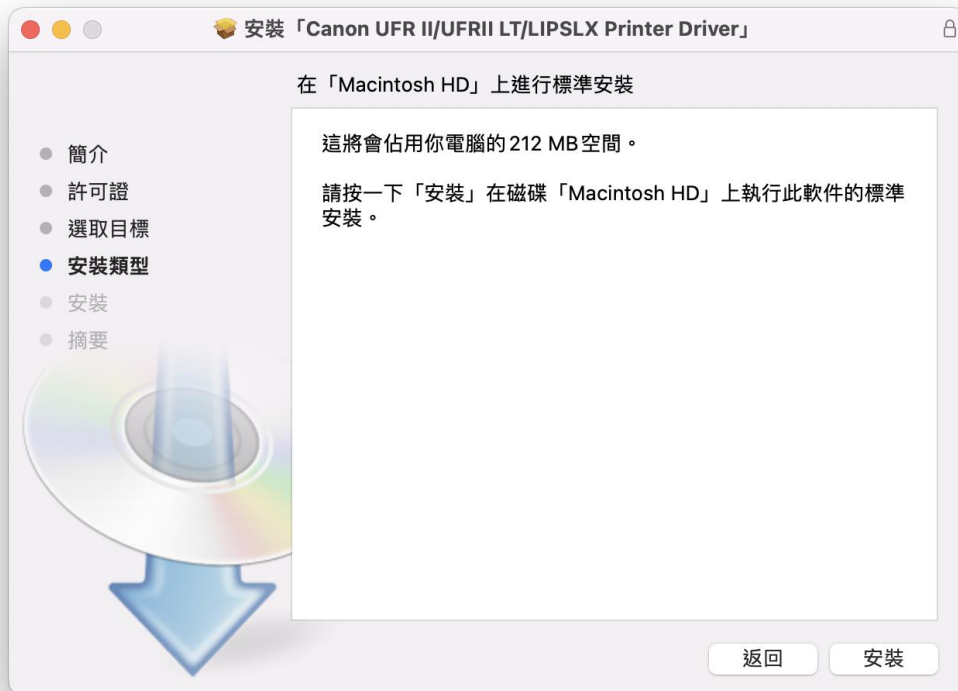 安裝「Canon UFR II/UFRII LT/LIPSLX Printer Driver」
在「Macintosh HD」上進行標準安裝
簡介
許可證
選取目標
安裝類型
安裝
摘要
這將會佔用你電腦的 212 MB 空間。
請按一下「安裝」在磁碟「Macintosh HD」上執行此軟件的標準
安裝。
返回
安裝